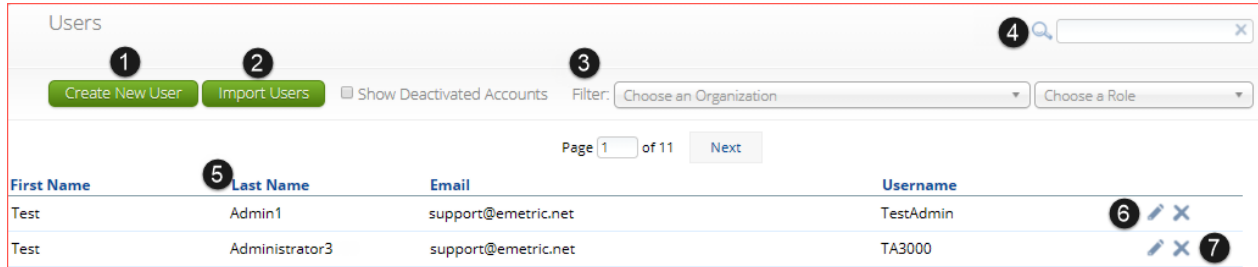 Users
4
1 2 3
Create New User Import Users Show Deactivated Accounts Filter: Choose an Organization Choose a Role
Page 1 of 11 Next
5
First Name Last Name Email Username
Test Admin1 support@emetric.net TestAdmin 6
Test Administrator3 support@emetric.net TA3000 7